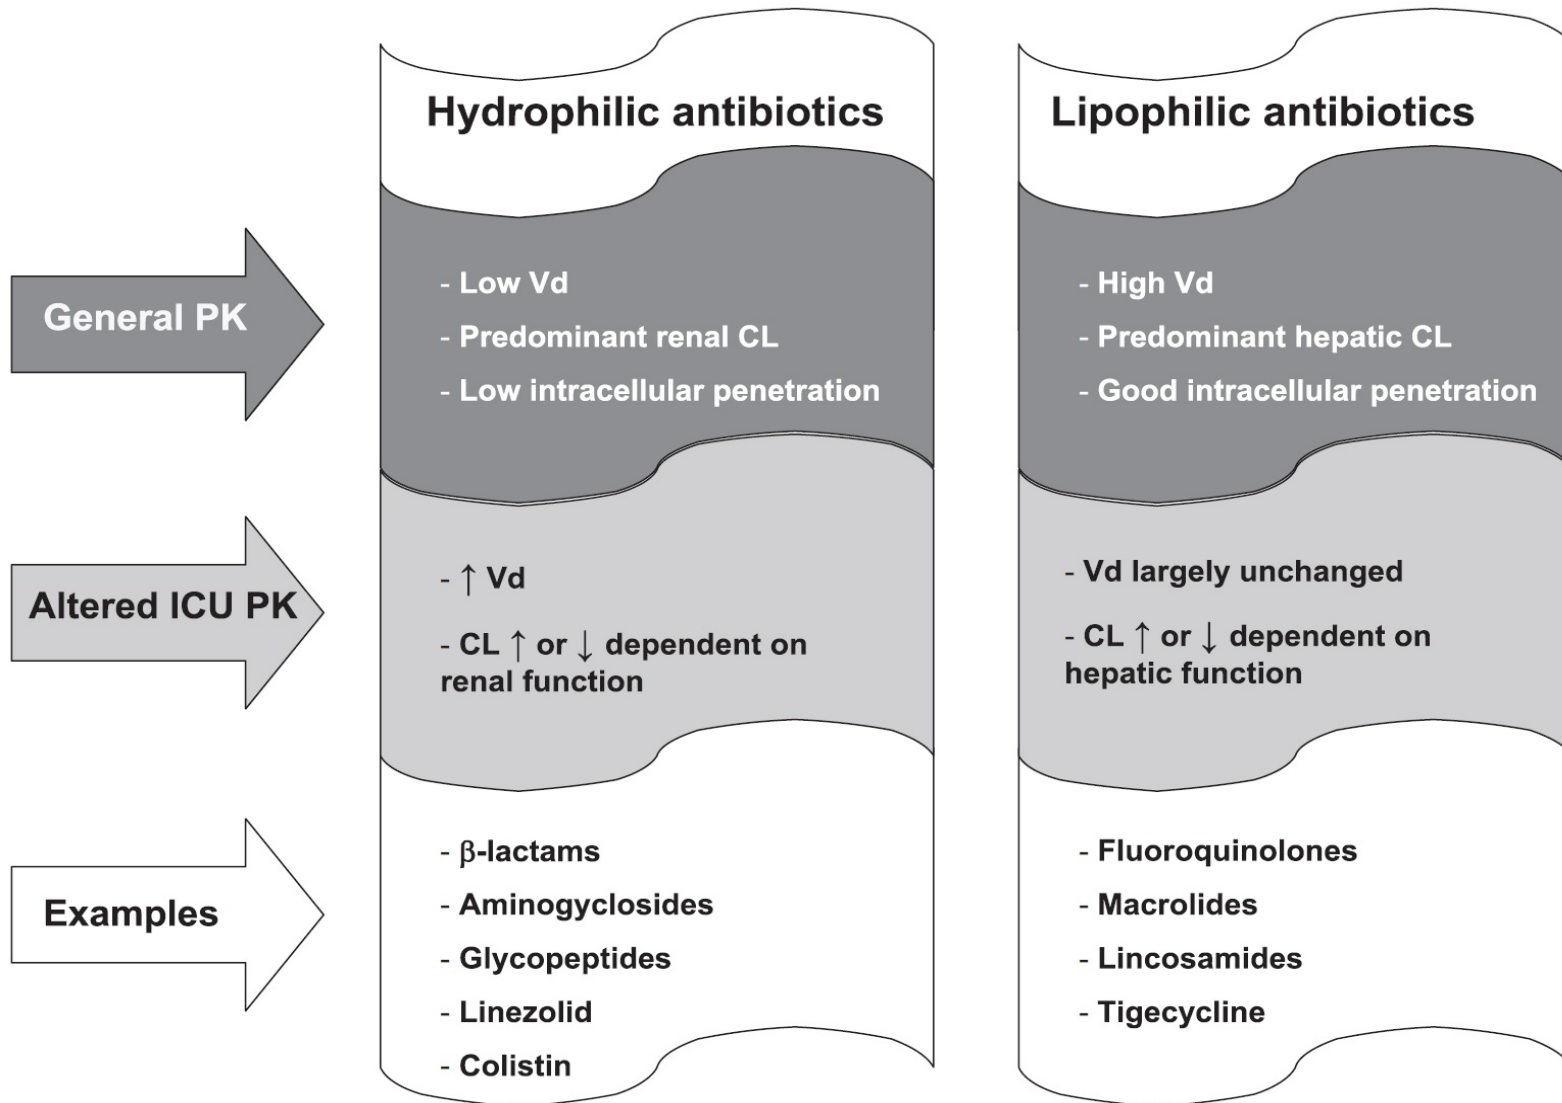 Hydrophilic antibiotics
Lipophilic antibiotics
General PK
- Low Vd
- Predominant renal CL
- Low intracellular penetration
- High Vd
- Predominant hepatic CL
- Good intracellular penetration
Altered ICU PK
- ↑ Vd
- CL ↑ or ↓ dependent on
renal function
- Vd largely unchanged
- CL ↑ or ↓ dependent on
hepatic function
Examples
- β-lactams
- Aminogyclosides
- Glycopeptides
- Linezolid
- Colistin
- Fluoroquinolones
- Macrolides
- Lincosamides
- Tigecycline